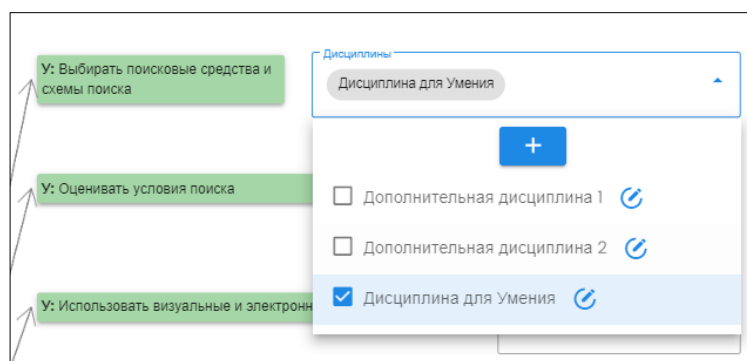 Дисциплины
У: Выбирать поисковые средства и
схемы поиска
Дисциплина для Умения
+
У: Оценивать условия поиска
Дополнительная дисциплина 1
Дополнительная дисциплина 2
Дисциплина для Умения
У: Использовать визуальные и электронн